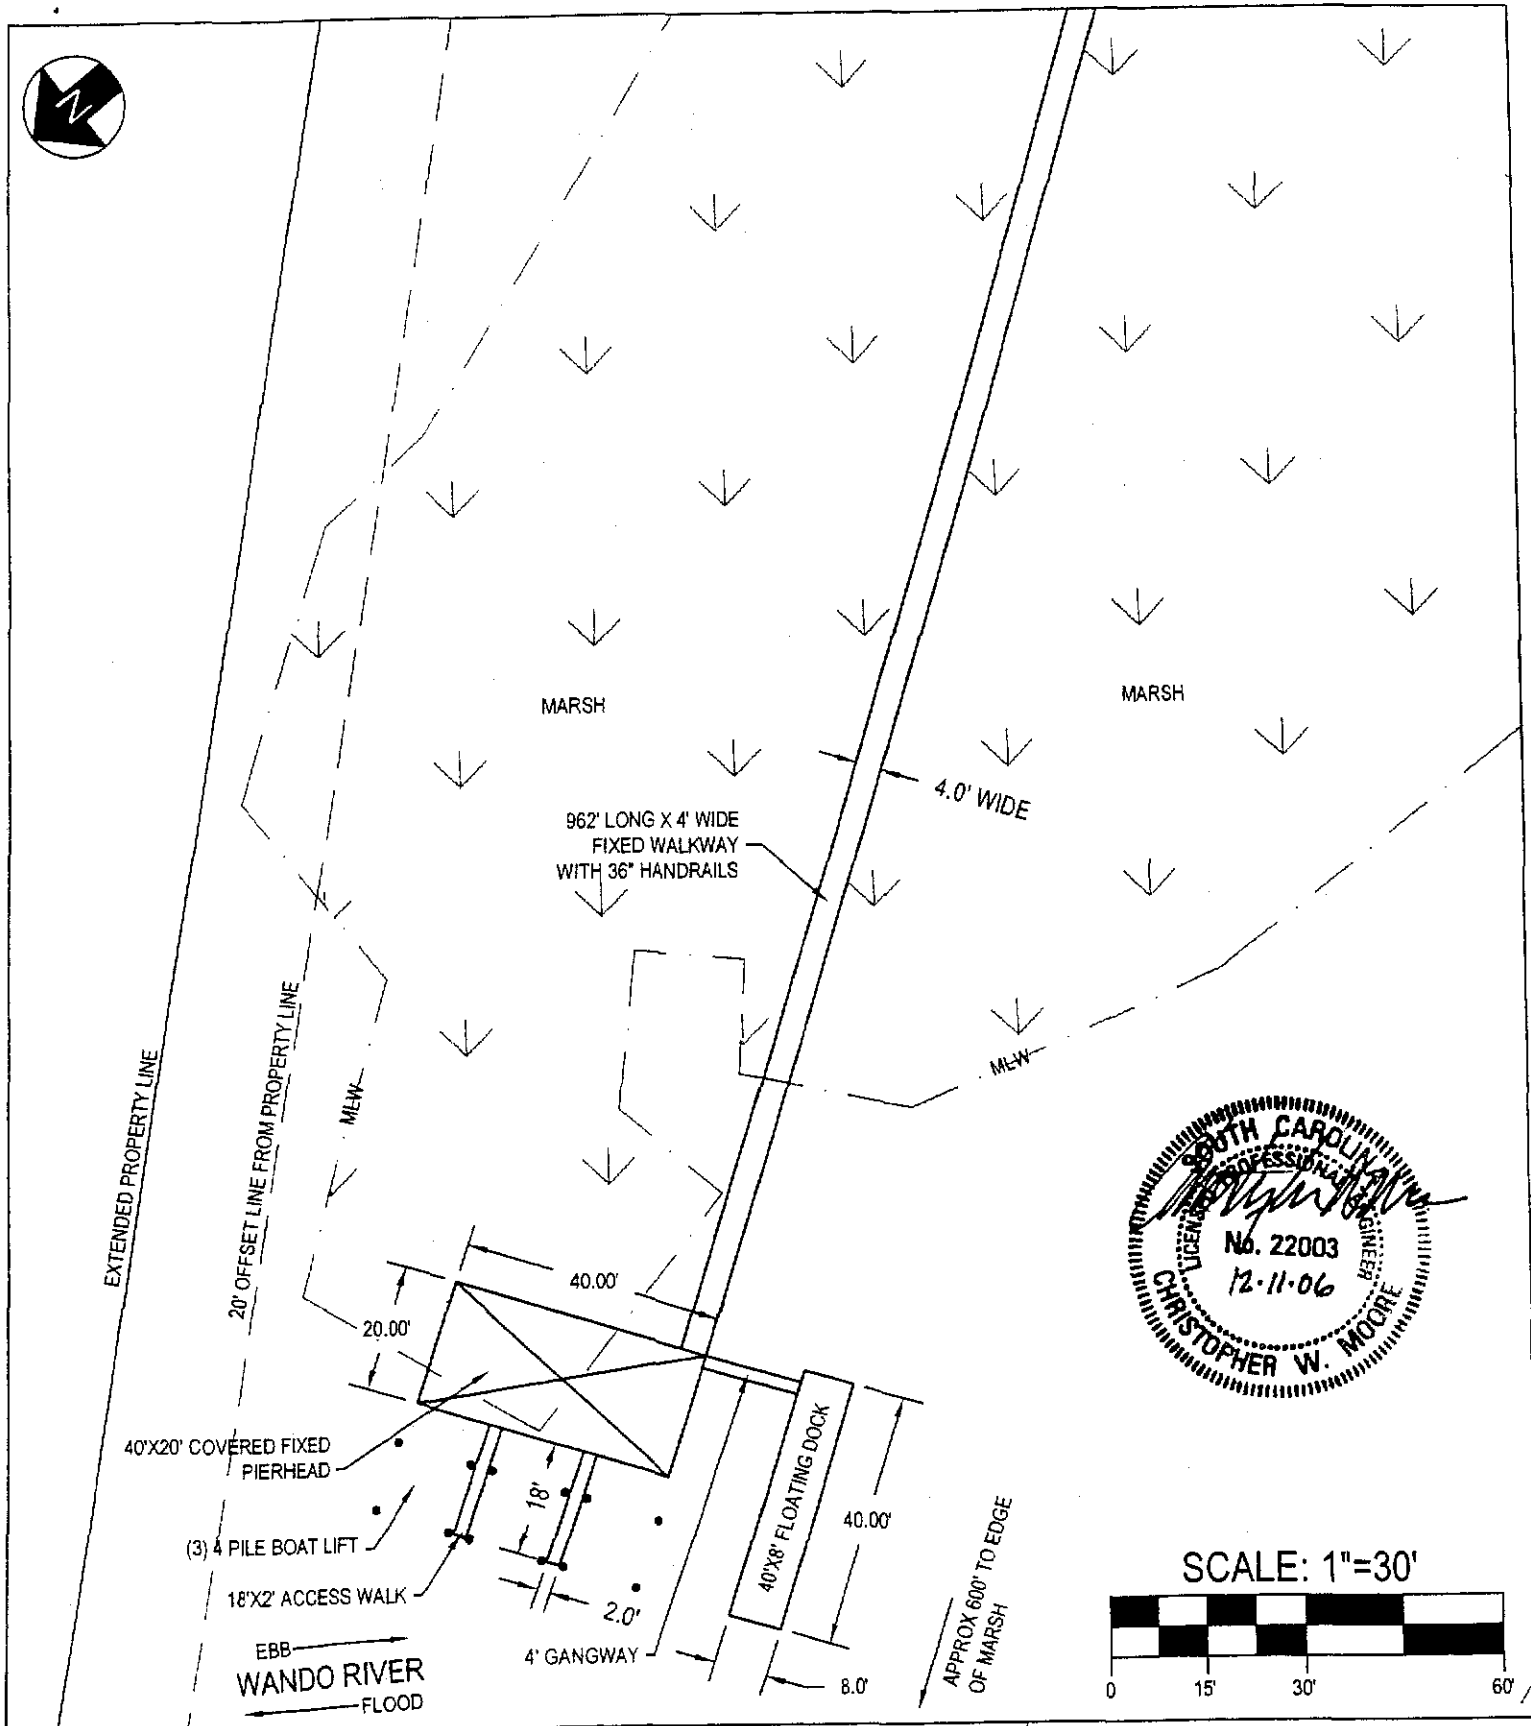 N
MARSH
MARSH
4.0' WIDE
962' LONG X 4' WIDE
FIXED WALKWAY
WITH 36" HANDRAILS
EXTENDED PROPERTY LINE
20' OFFSET LINE FROM PROPERTY LINE
MLW
MLW
SOUTH CAROLINA
LICENSED PROFESSIONAL ENGINEER
No. 22003
12·11·06
CHRISTOPHER W. MOORE
40.00'
20.00'
40'X20' COVERED FIXED
PIERHEAD
(3) 4 PILE BOAT LIFT
18'X2' ACCESS WALK
18'
2.0'
4' GANGWAY
40'X8' FLOATING DOCK
40.00'
8.0'
APPROX 600' TO EDGE
OF MARSH
EBB
WANDO RIVER
FLOOD
SCALE: 1"=30'
0 15' 30' 60'